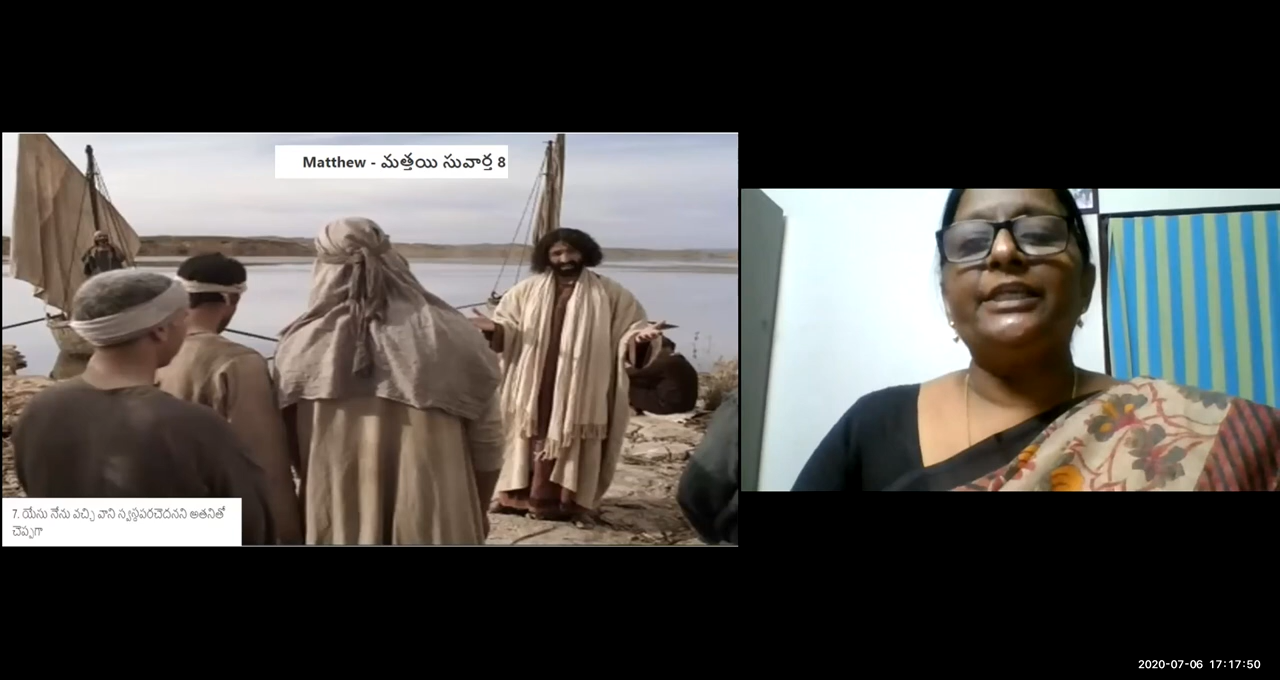 Matthew - మత్తయి సువార్త 8
7. యేసు నేను వచ్చి వాని స్వస్థపరచెదనని అతనితో
చెప్పగా
2020-07-06 17:17:50